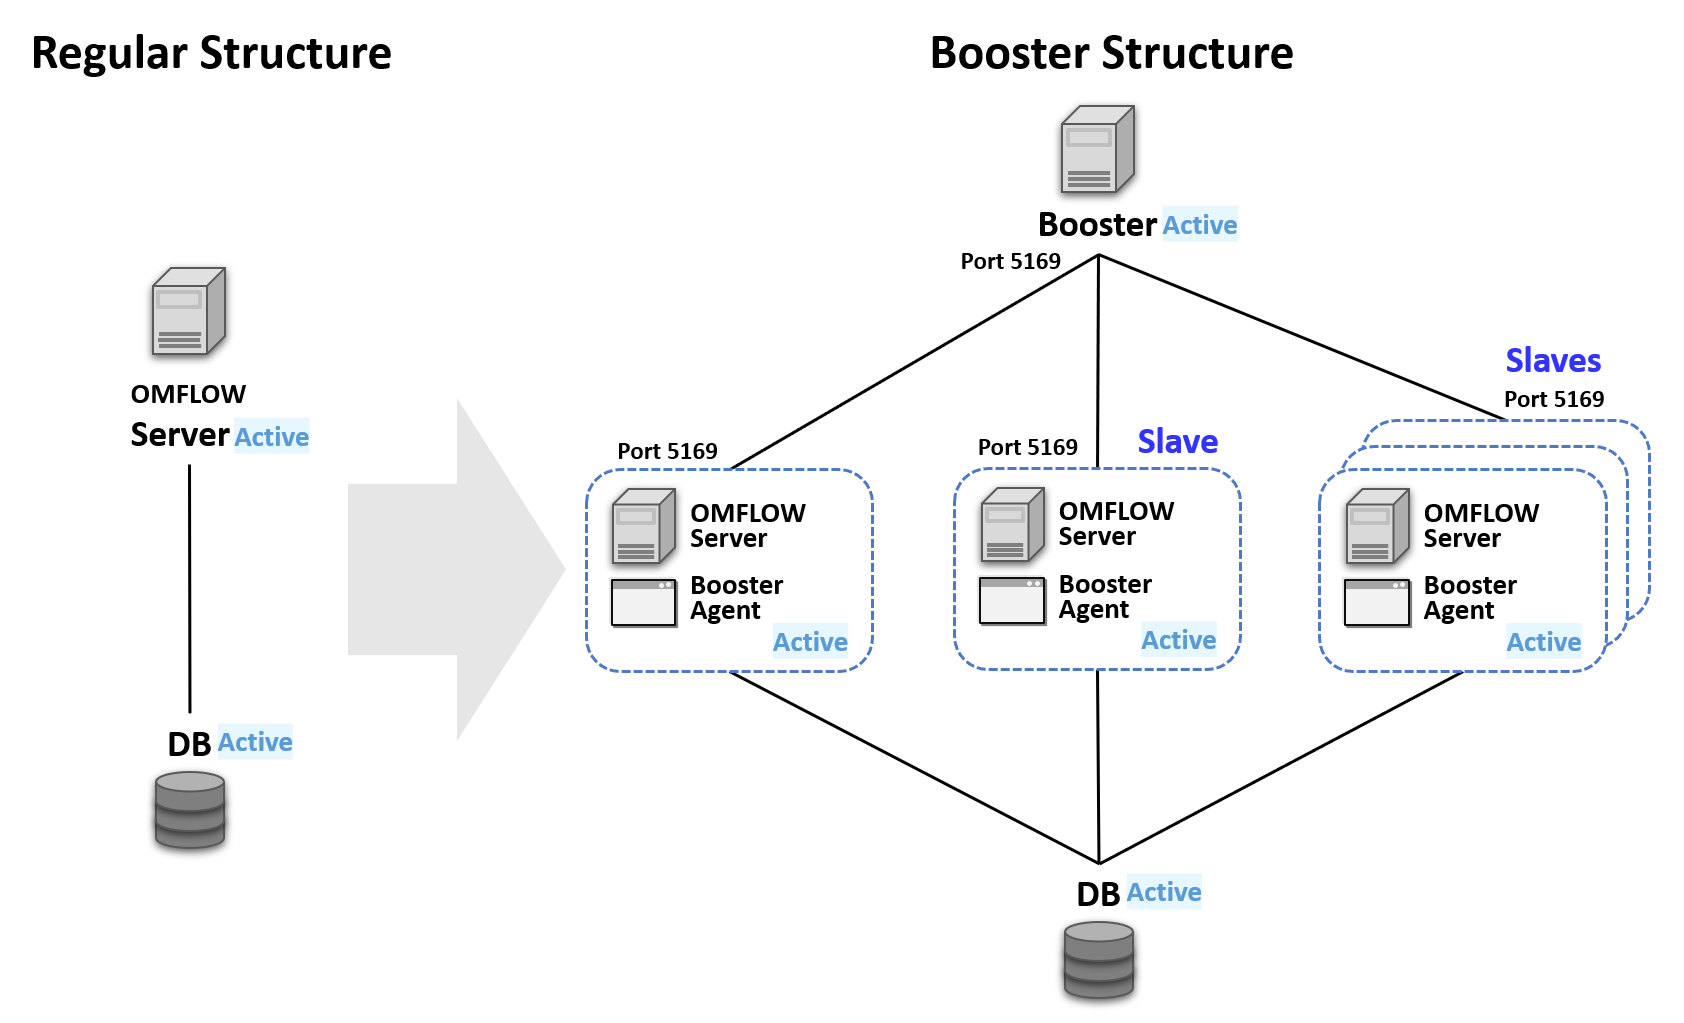 Regular Structure
Booster Structure
Booster Active
Port 5169
OMFLOW
Server Active
DB Active
Port 5169
OMFLOW
Server
Booster
Agent
Active
Port 5169
Slave
OMFLOW
Server
Booster
Agent
Active
Slaves
Port 5169
OMFLOW
Server
Booster
Agent
Active
DB Active